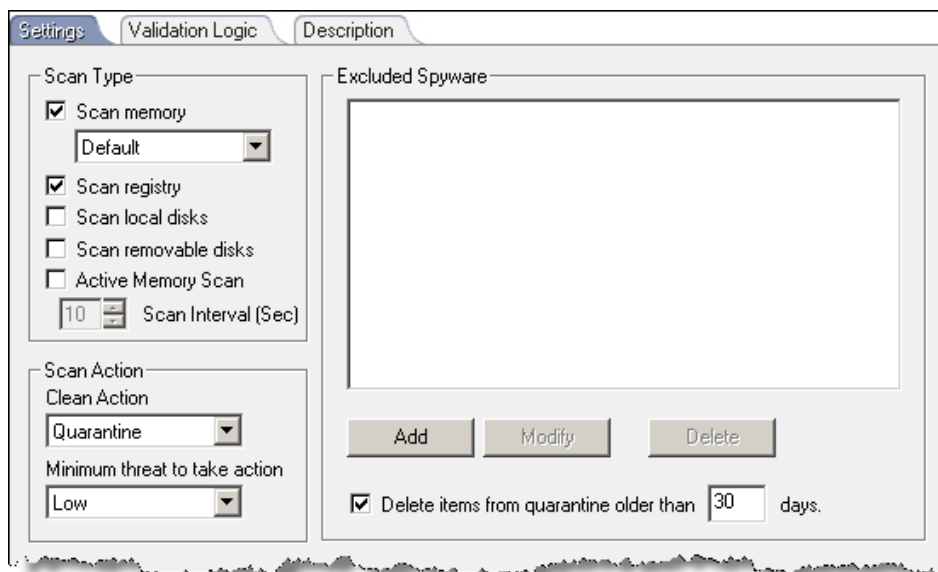 Settings
Validation Logic
Description
Scan Type
Scan memory
Default
Scan registry
Scan local disks
Scan removable disks
Active Memory Scan
10 Scan Interval (Sec)
Scan Action
Clean Action
Quarantine
Minimum threat to take action
Low
Excluded Spyware
Add
Modify
Delete
Delete items from quarantine older than 30 days.